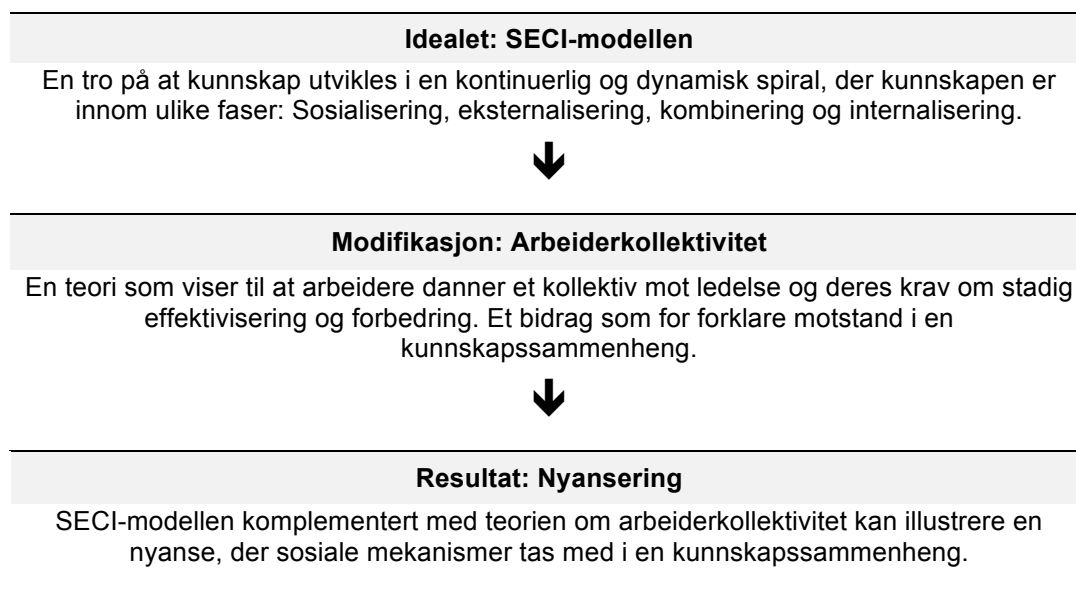 Idealet: SECI-modellen
En tro på at kunnskap utvikles i en kontinuerlig og dynamisk spiral, der kunnskapen er
innom ulike faser: Sosialisering, eksternalisering, kombinering og internalisering.
Modifikasjon: Arbeiderkollektivitet
En teori som viser til at arbeidere danner et kollektiv mot ledelse og deres krav om stadig
effektivisering og forbedring. Et bidrag som for forklare motstand i en
kunnskapssammenheng.
Resultat: Nyansering
SECI-modellen komplementert med teorien om arbeiderkollektivitet kan illustrere en
nyanse, der sosiale mekanismer tas med i en kunnskapssammenheng.